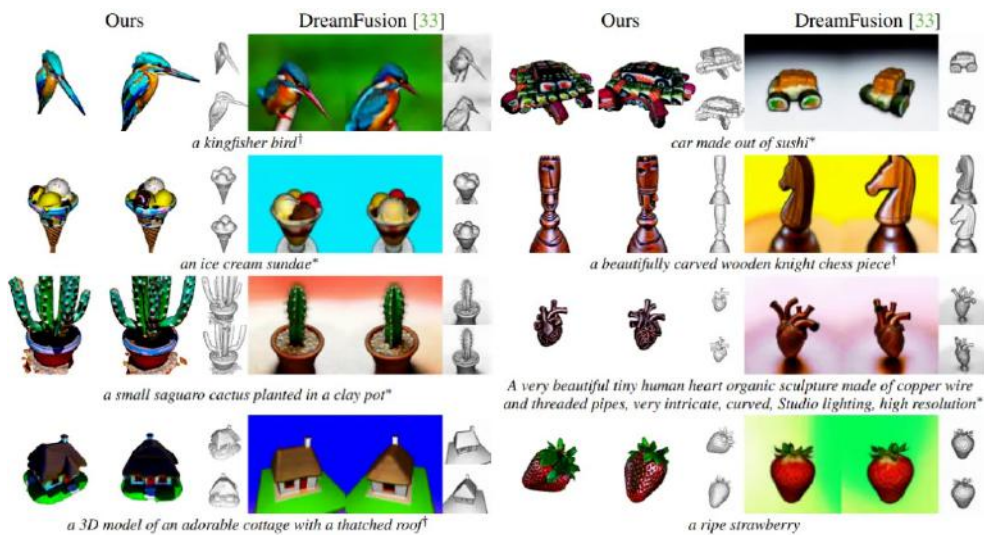 Ours DreamFusion [33] Ours DreamFusion [33]
a kingfisher bird† car made out of sushi*
an ice cream sundae* a beautifully carved wooden knight chess piece†
a small saguaro cactus planted in a clay pot* A very beautiful tiny human heart organic sculpture made of copper wire
and threaded pipes, very intricate, curved, Studio lighting, high resolution*
a 3D model of an adorable cottage with a thatched roof† a ripe strawberry